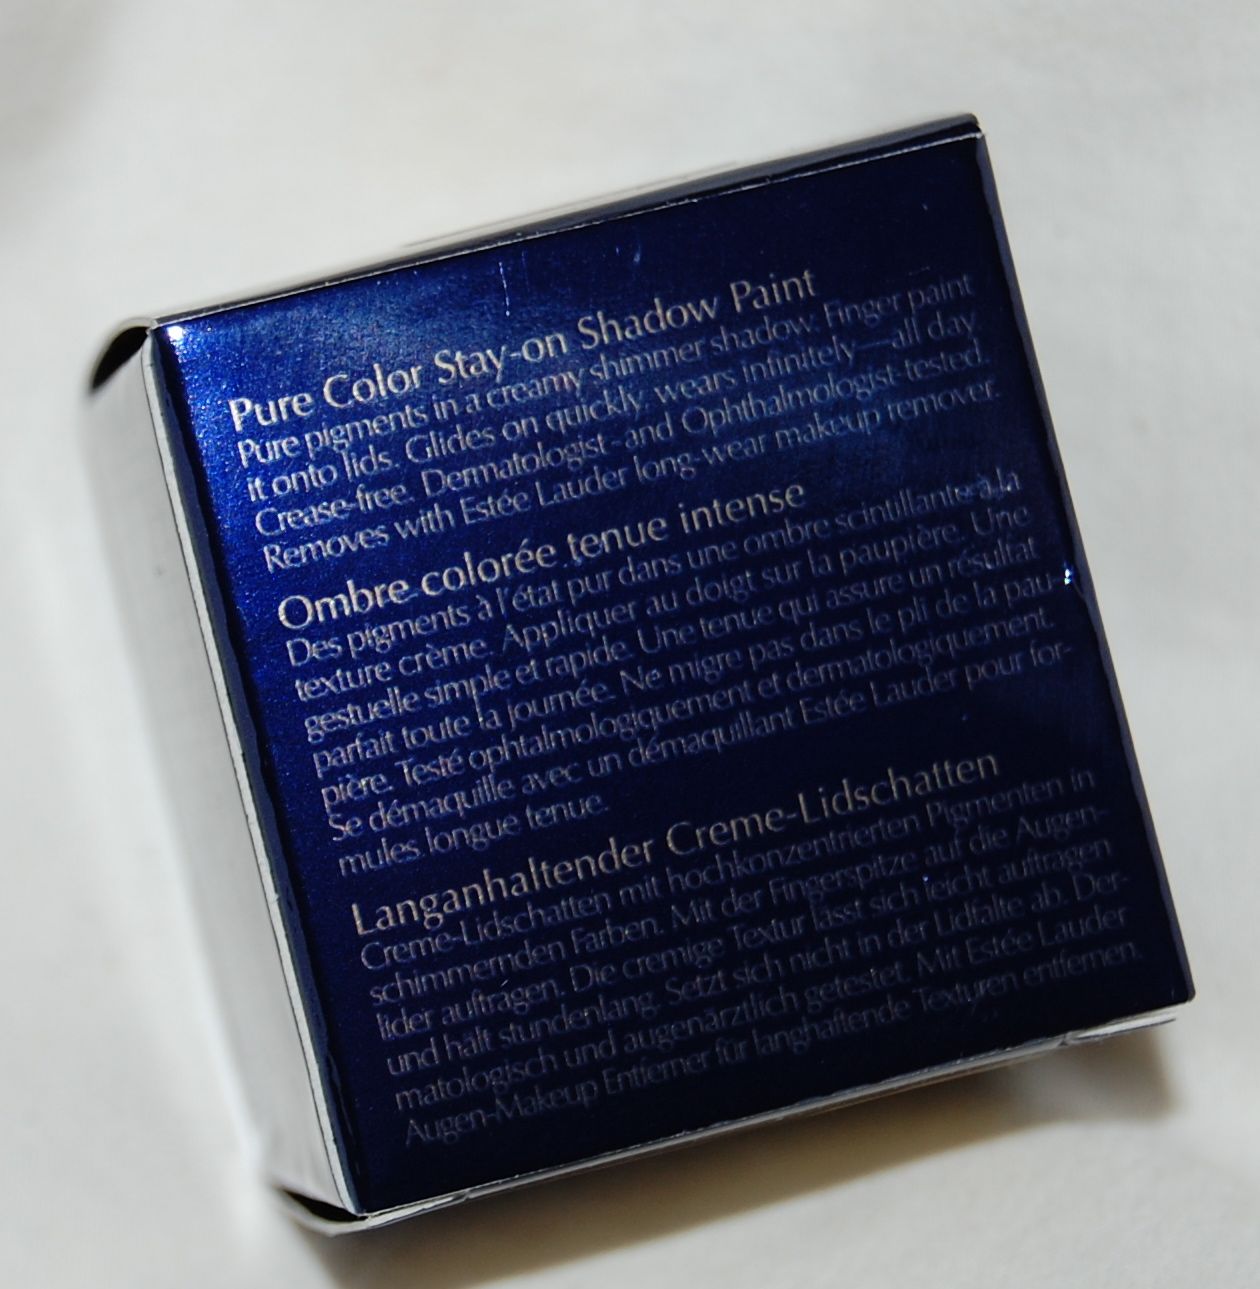 Pure Color Stay-on Shadow Paint
Pure pigments in a creamy shimmer shadow. Finger paint
it onto lids. Glides on quickly, wears infinitely—all day.
Crease-free. Dermatologist- and Ophthalmologist-tested.
Removes with Estée Lauder long-wear makeup remover.
Ombre colorée tenue intense
Des pigments à l'état pur dans une ombre scintillante à la
texture crème. Appliquer au doigt sur la paupière. Une
gestuelle simple et rapide. Une tenue qui assure un résultat
parfait toute la journée. Ne migre pas dans le pli de la pau-
pière. Testé ophtalmologiquement et dermatologiquement.
Se démaquille avec un démaquillant Estée Lauder pour for-
mules longue tenue.
Langanhaltender Creme-Lidschatten
Creme-Lidschatten mit hochkonzentrierten Pigmenten in
schimmernden Farben. Mit der Fingerspitze auf die Augen-
lider auftragen. Die cremige Textur lässt sich leicht auftragen
und hält stundenlang. Setzt sich nicht in der Lidfalte ab. Der-
matologisch und augenärztlich getestet. Mit Estée Lauder
Augen-Makeup Entferner für langhaftende Texturen entfernen.